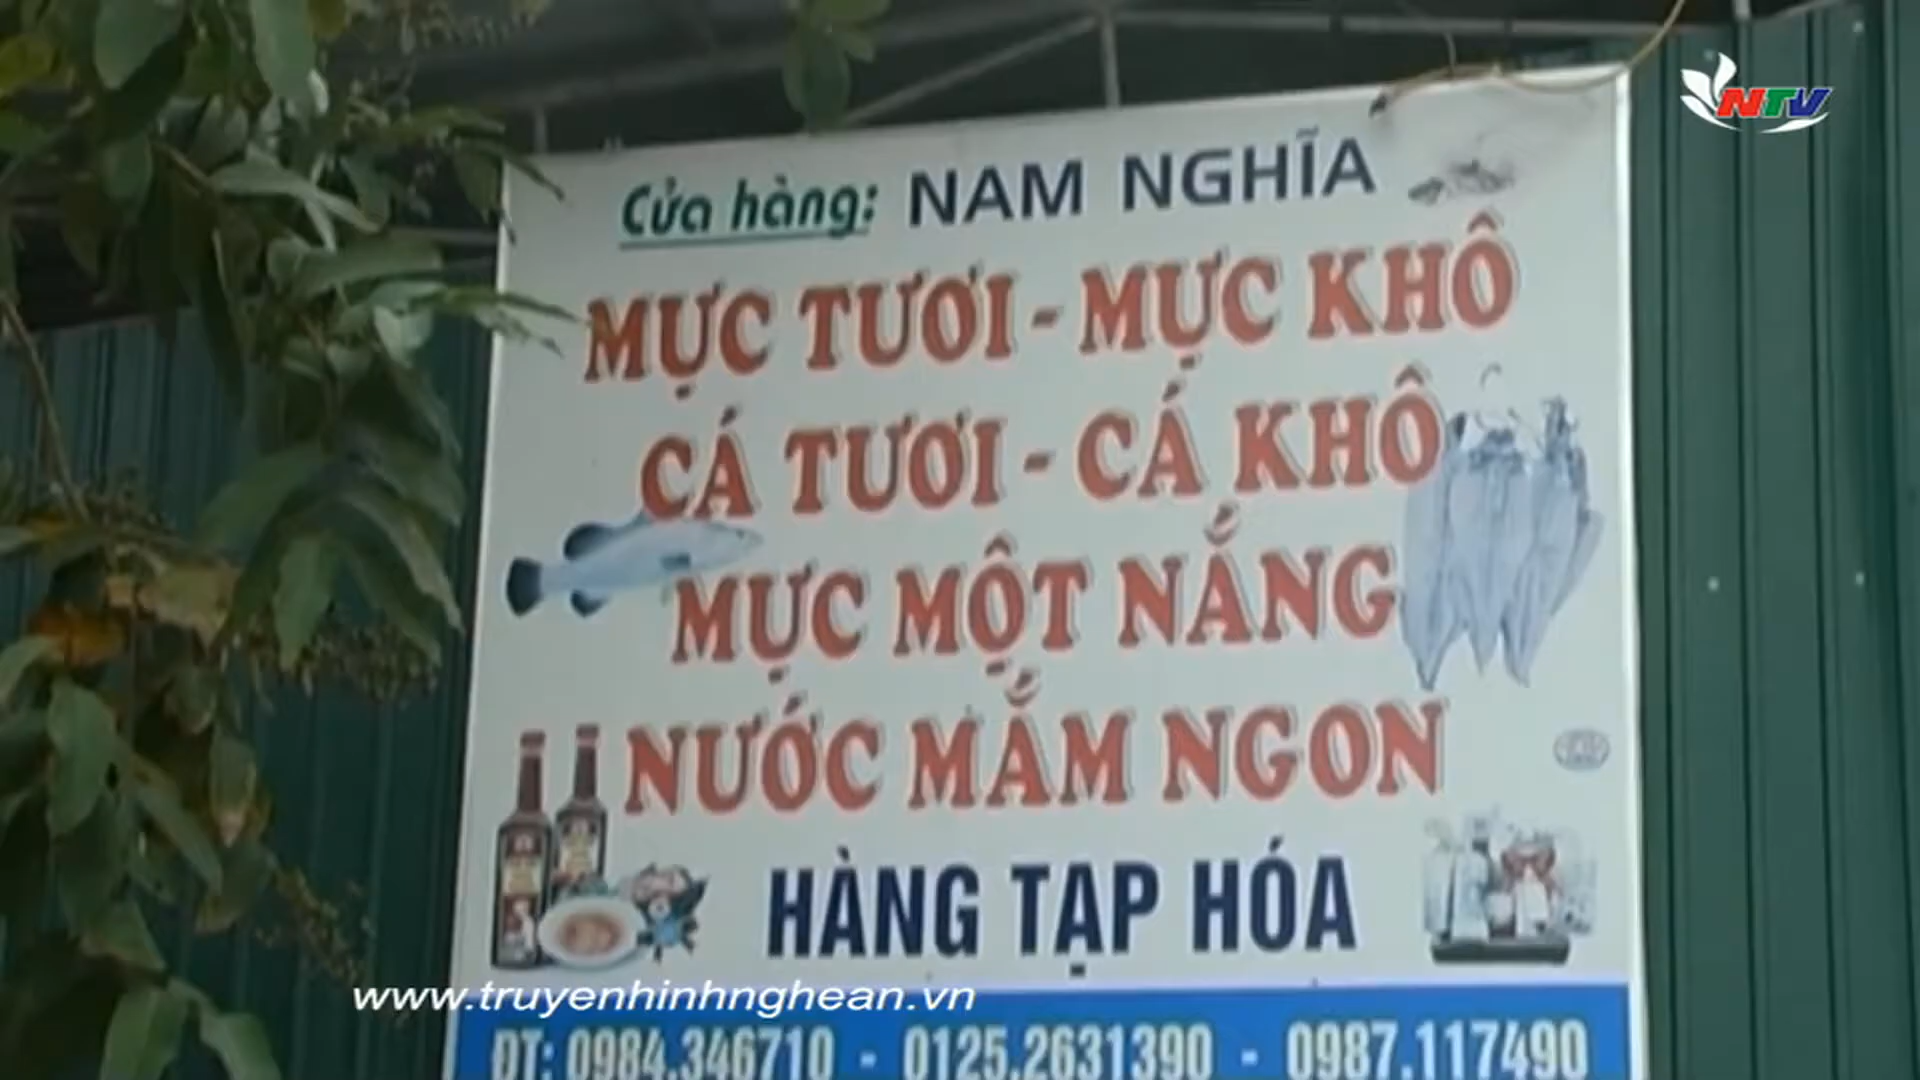 NTV
Cửa hàng: NAM NGHĨA
MỰC TƯƠI - MỰC KHÔ
CÁ TƯƠI - CÁ KHÔ
MỰC MỘT NẮNG
NƯỚC MẮM NGON
HÀNG TẠP HÓA
www.truyenhinhnghean.vn
ĐT: 0984.346710 - 0125.2631390 - 0987.117490